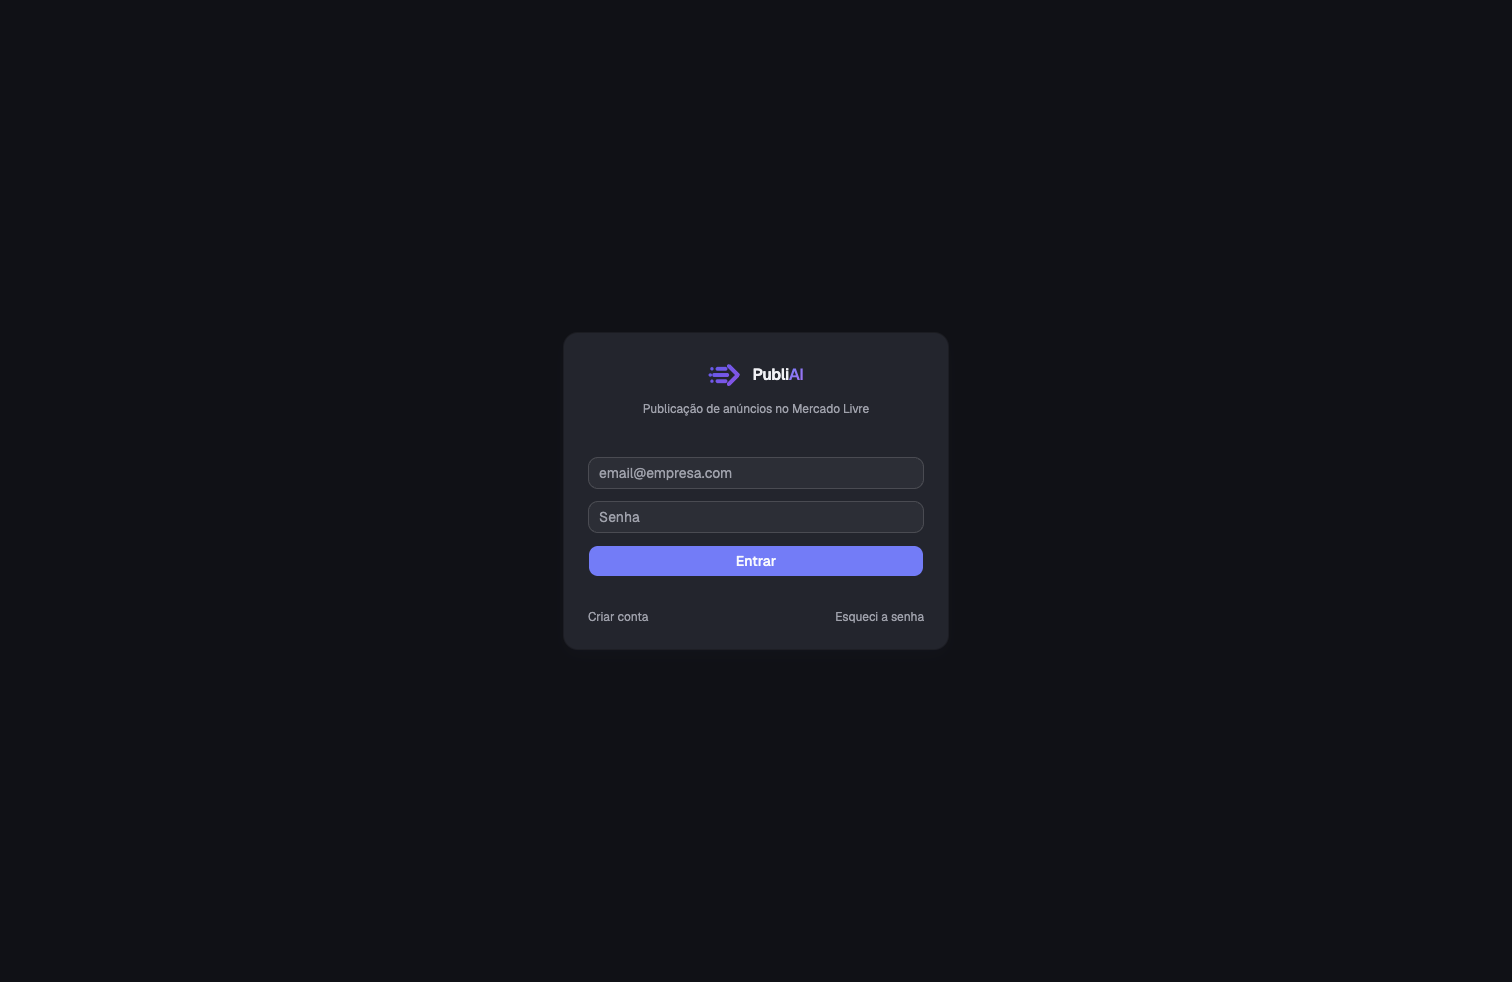 PubliAI
Publicação de anúncios no Mercado Livre
email@empresa.com
Senha
Entrar
Criar conta
Esqueci a senha